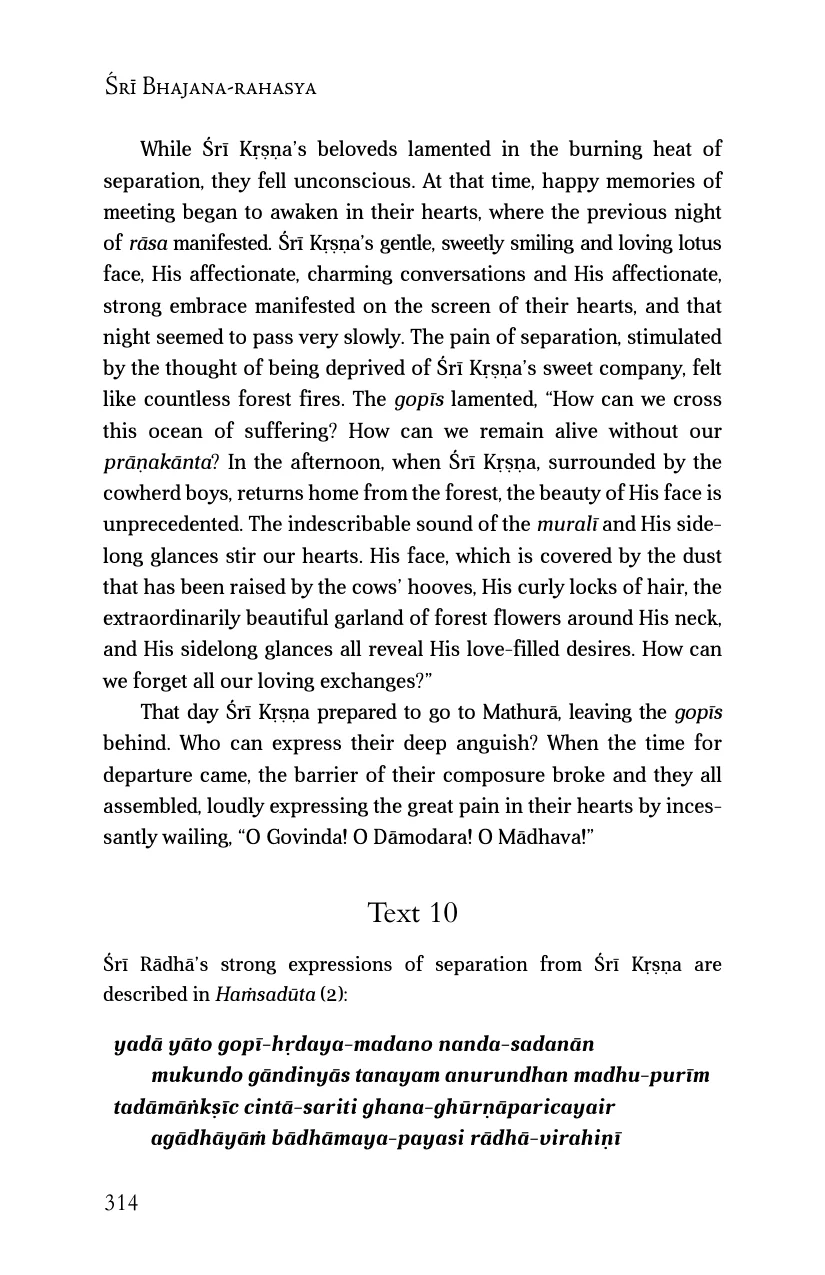 Śrī Bhajana-rahasya
While Śrī Kṛṣṇa’s beloveds lamented in the burning heat of
separation, they fell unconscious. At that time, happy memories of
meeting began to awaken in their hearts, where the previous night
of rāsa manifested. Śrī Kṛṣṇa’s gentle, sweetly smiling and loving lotus
face, His affectionate, charming conversations and His affectionate,
strong embrace manifested on the screen of their hearts, and that
night seemed to pass very slowly. The pain of separation, stimulated
by the thought of being deprived of Śrī Kṛṣṇa’s sweet company, felt
like countless forest fires. The gopīs lamented, “How can we cross
this ocean of suffering? How can we remain alive without our
prāṇakānta? In the afternoon, when Śrī Kṛṣṇa, surrounded by the
cowherd boys, returns home from the forest, the beauty of His face is
unprecedented. The indescribable sound of the muralī and His side-
long glances stir our hearts. His face, which is covered by the dust
that has been raised by the cows’ hooves, His curly locks of hair, the
extraordinarily beautiful garland of forest flowers around His neck,
and His sidelong glances all reveal His love-filled desires. How can
we forget all our loving exchanges?”
That day Śrī Kṛṣṇa prepared to go to Mathurā, leaving the gopīs
behind. Who can express their deep anguish? When the time for
departure came, the barrier of their composure broke and they all
assembled, loudly expressing the great pain in their hearts by inces-
santly wailing, “O Govinda! O Dāmodara! O Mādhava!”
Text 10
Śrī Rādhā’s strong expressions of separation from Śrī Kṛṣṇa are
described in Haṁsadūta (2):
yadā yāto gopī-hṛdaya-madano nanda-sadanān
mukundo gāndinyās tanayam anurundhan madhu-purīm
tadāmāṅkṣīc cintā-sariti ghana-ghūrṇāparicayair
agādhāyāṁ bādhāmaya-payasi rādhā-virahiṇī
314